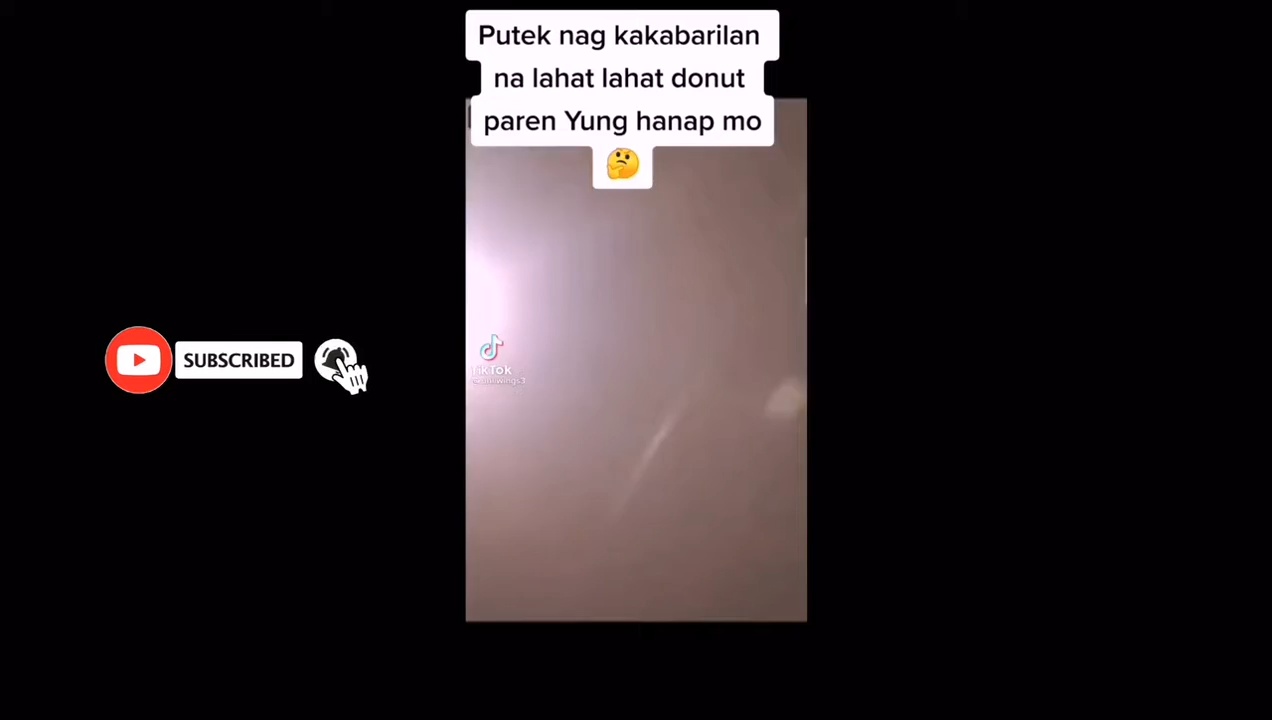 Putek nag kakabarilan
na lahat lahat donut
paren Yung hanap mo
🤔
SUBSCRIBED
TikTok